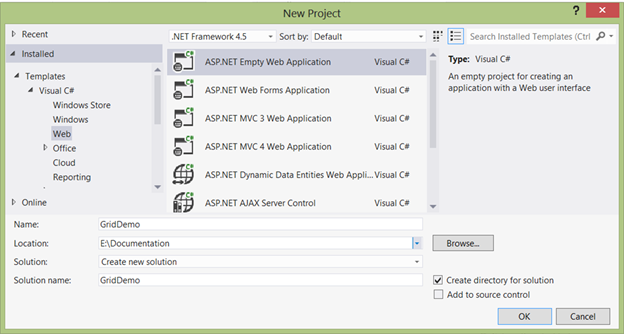 New Project
? x
Recent
Installed
Templates
Visual C#
Windows Store
Windows
Web
Office
Cloud
Reporting
Online
.NET Framework 4.5
Sort by: Default
Search Installed Templates (Ctrl
ASP.NET Empty Web Application Visual C#
ASP.NET Web Forms Application Visual C#
ASP.NET MVC 3 Web Application Visual C#
ASP.NET MVC 4 Web Application Visual C#
ASP.NET Dynamic Data Entities Web Appli... Visual C#
ASP.NET AJAX Server Control Visual C#
Type: Visual C#
An empty project for creating an
application with a Web user interface
Name: GridDemo
Location: E:\Documentation
Browse...
Solution: Create new solution
Solution name: GridDemo
Create directory for solution
Add to source control
OK
Cancel